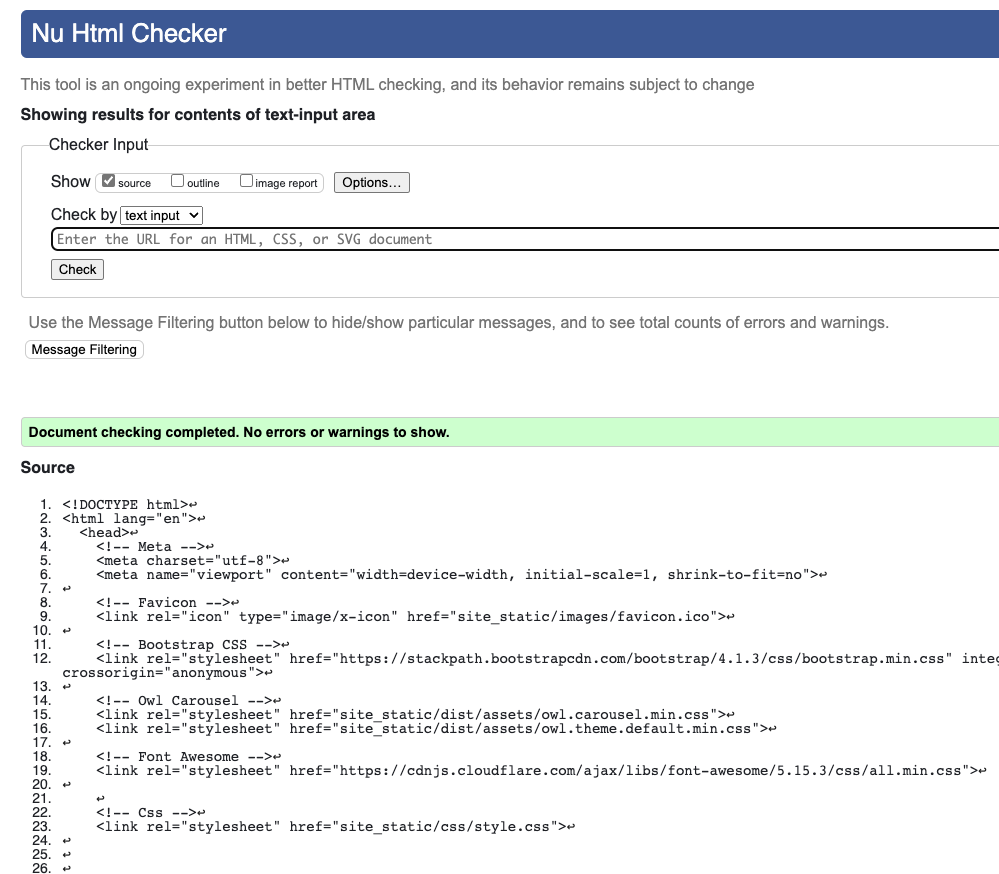 Nu Html Checker
This tool is an ongoing experiment in better HTML checking, and its behavior remains subject to change
Showing results for contents of text-input area
Checker Input
Show source outline image report Options...
Check by text input
Enter the URL for an HTML, CSS, or SVG document
Check
Use the Message Filtering button below to hide/show particular messages, and to see total counts of errors and warnings.
Message Filtering
Document checking completed. No errors or warnings to show.
Source
1. <!DOCTYPE html>↩
2. <html lang="en">↩
3. <head>↩
4. <!-- Meta -->↩
5. <meta charset="utf-8">↩
6. <meta name="viewport" content="width=device-width, initial-scale=1, shrink-to-fit=no">↩
7. ↩
8. <!-- Favicon -->↩
9. <link rel="icon" type="image/x-icon" href="site_static/images/favicon.ico">↩
10. ↩
11. <!-- Bootstrap CSS -->↩
12. <link rel="stylesheet" href="https://stackpath.bootstrapcdn.com/bootstrap/4.1.3/css/bootstrap.min.css" integ
crossorigin="anonymous">↩
13. ↩
14. <!-- Owl Carousel -->↩
15. <link rel="stylesheet" href="site_static/dist/assets/owl.carousel.min.css">↩
16. <link rel="stylesheet" href="site_static/dist/assets/owl.theme.default.min.css">↩
17. ↩
18. <!-- Font Awesome -->↩
19. <link rel="stylesheet" href="https://cdnjs.cloudflare.com/ajax/libs/font-awesome/5.15.3/css/all.min.css">↩
20. ↩
21. ↩
22. <!-- Css -->↩
23. <link rel="stylesheet" href="site_static/css/style.css">↩
24. ↩
25. ↩
26. ↩